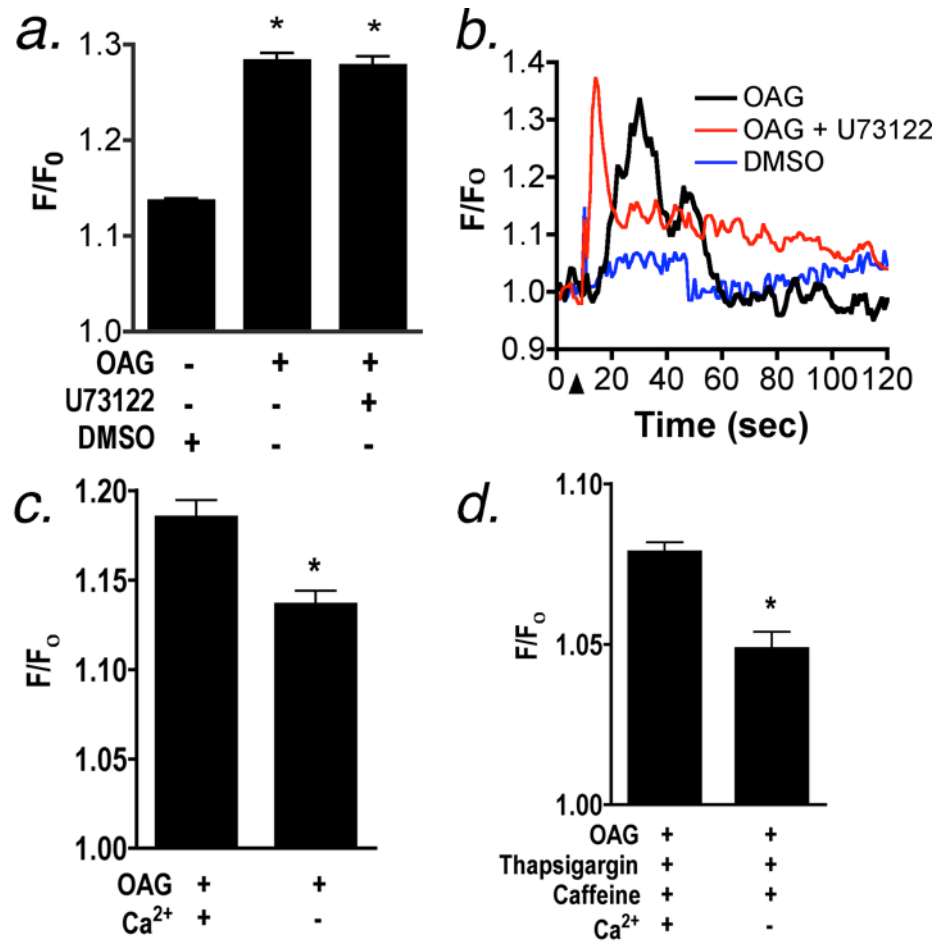 a.
F/F0
1.3
1.2
1.1
1.0
OAG - + +
U73122 - - +
DMSO + - -
b.
F/Fo
1.4
1.3
1.2
1.1
1.0
0.9
OAG
OAG + U73122
DMSO
0 20 40 60 80 100 120
Time (sec)
c.
F/Fo
1.20
1.15
1.10
1.05
1.00
*
OAG + +
Ca2+ + -
d.
F/Fo
1.10
1.05
1.00
*
OAG + +
Thapsigargin + +
Caffeine + +
Ca2+ + -